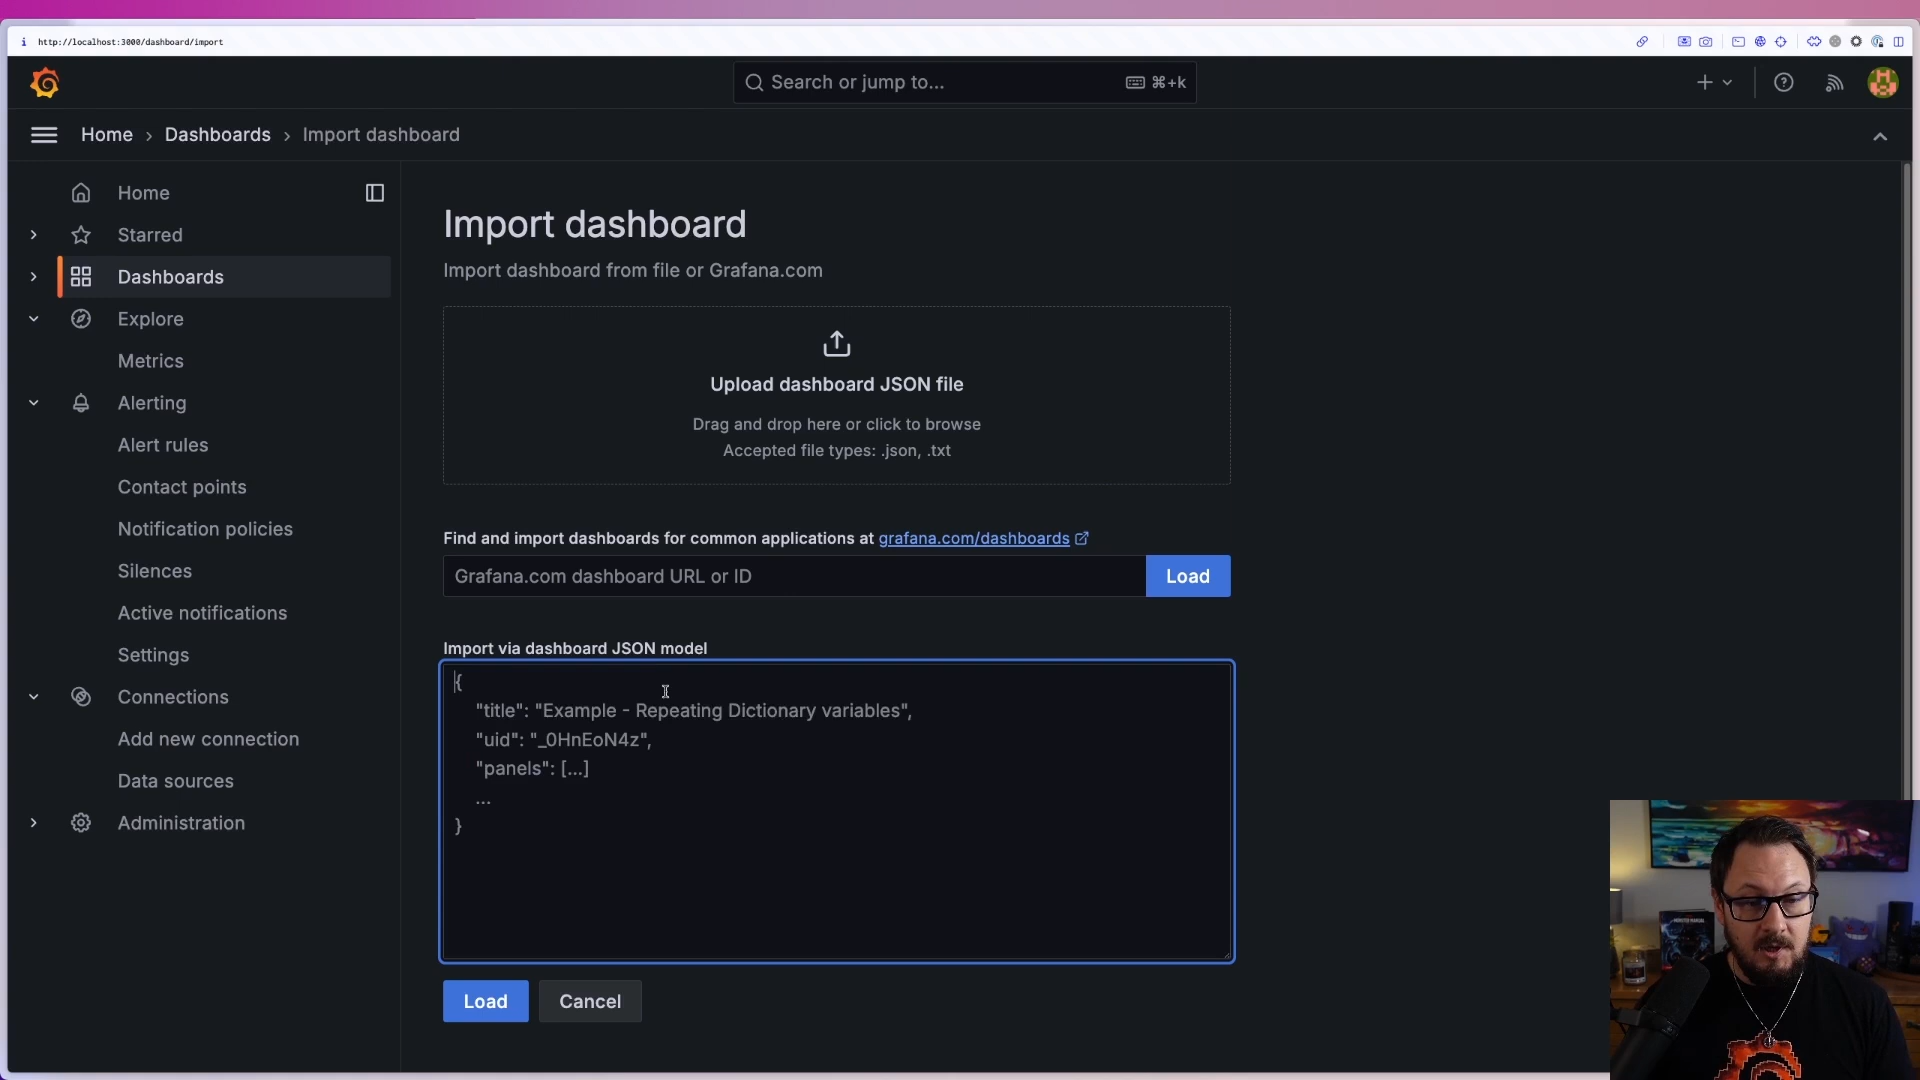 http://localhost:3000/dashboard/import
Search or jump to...
⌘+k
Home › Dashboards › Import dashboard
Home
Starred
Dashboards
Explore
Metrics
Alerting
Alert rules
Contact points
Notification policies
Silences
Active notifications
Settings
Connections
Add new connection
Data sources
Administration
Import dashboard
Import dashboard from file or Grafana.com
Upload dashboard JSON file
Drag and drop here or click to browse
Accepted file types: .json, .txt
Find and import dashboards for common applications at grafana.com/dashboards
Grafana.com dashboard URL or ID
Load
Import via dashboard JSON model
{
"title": "Example - Repeating Dictionary variables",
"uid": "_0HnEoN4z",
"panels": [...]
...
}
Load
Cancel